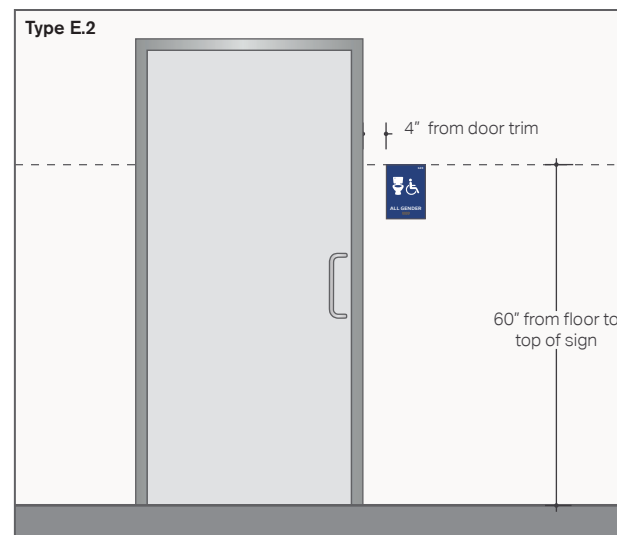 Type E.2
4" from door trim
ALL GENDER
60" from floor to
top of sign